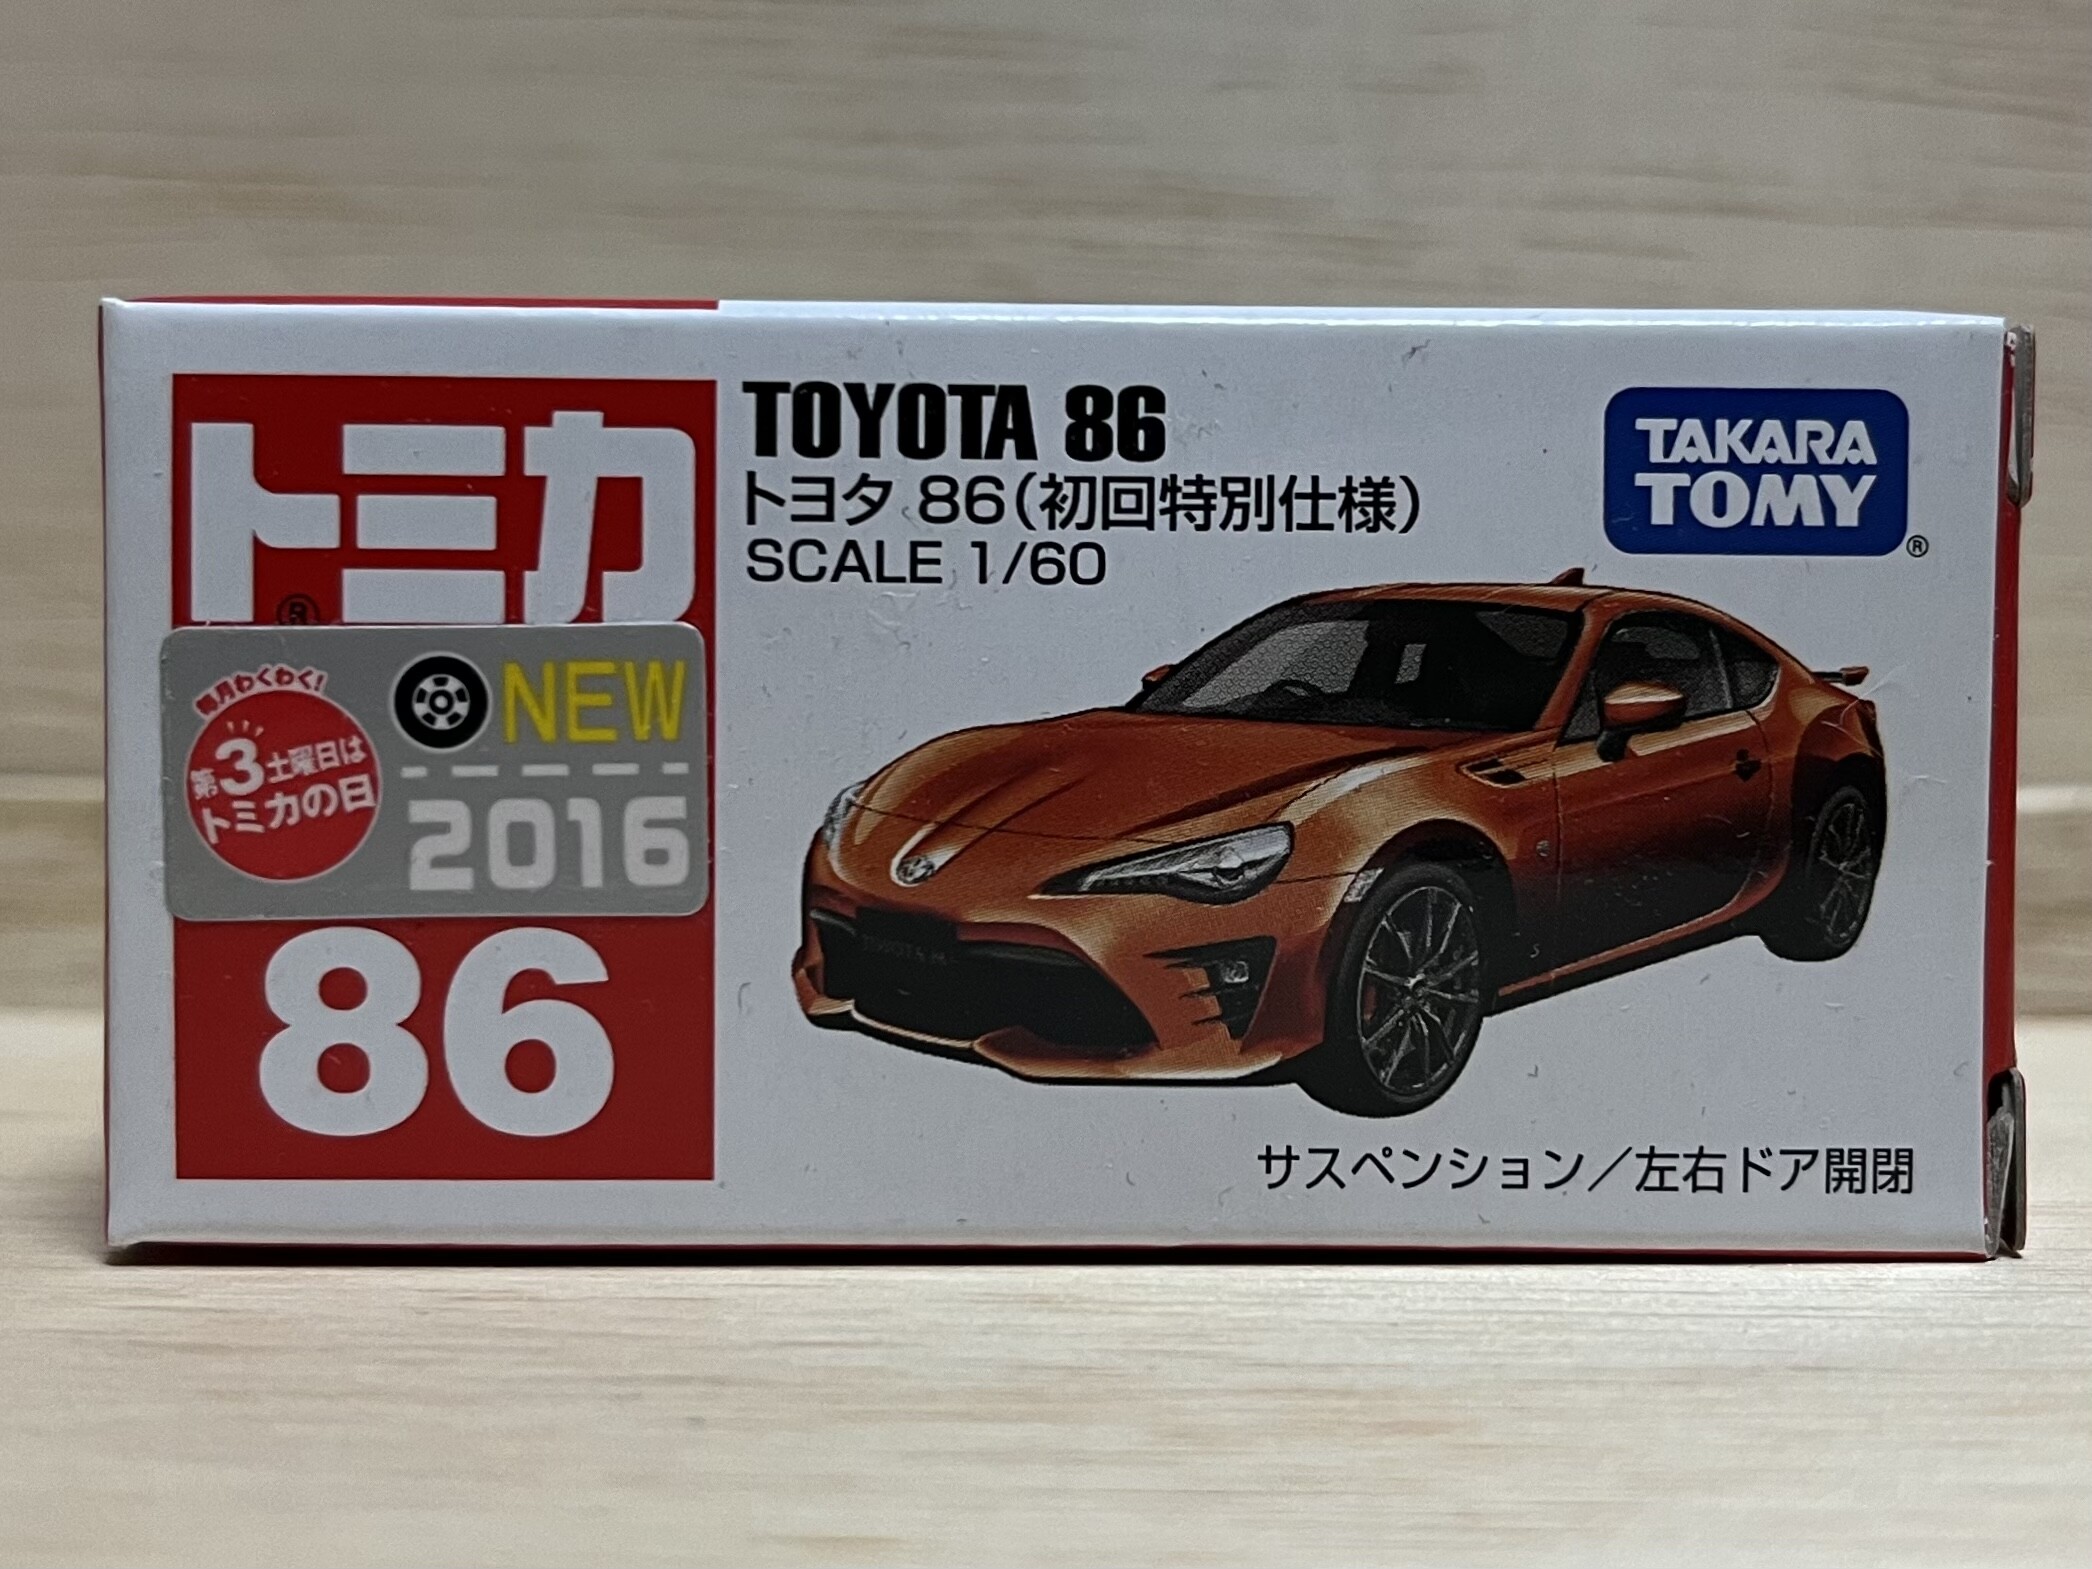 トミカ
®
毎月わくわく!
第3土曜日は
トミカの日
NEW
2016
86
TOYOTA 86
トヨタ 86(初回特別仕様)
SCALE 1/60
TAKARA
TOMY
®
サスペンション/左右ドア開閉